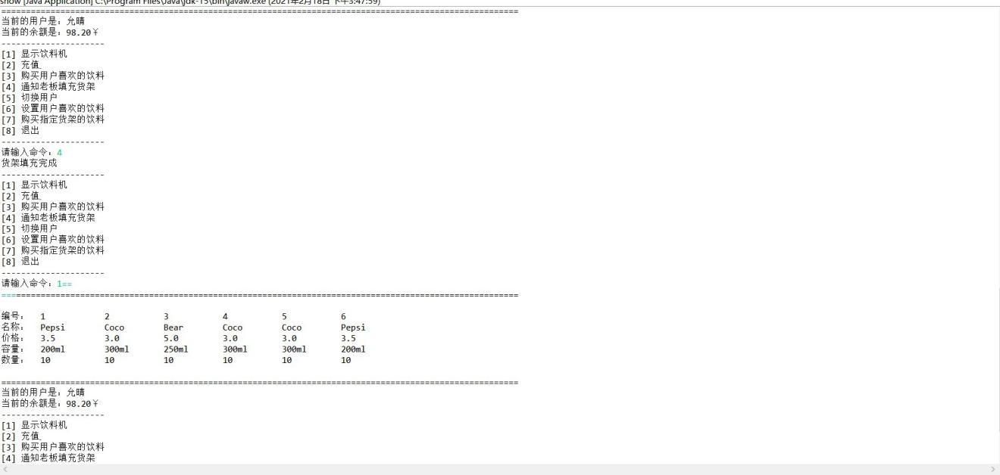 show [Java Application] C:\Program Files\Java\jdk-15\bin\javaw.exe (2021年2月18日 下午3:47:59)
=========================================================================================================
当前的用户是：允晴
当前的余额是：98.20￥
---------------------
[1] 显示饮料机
[2] 充值
[3] 购买用户喜欢的饮料
[4] 通知老板填充货架
[5] 切换用户
[6] 设置用户喜欢的饮料
[7] 购买指定货架的饮料
[8] 退出
---------------------
请输入命令：4
货架填充完成
---------------------
[1] 显示饮料机
[2] 充值
[3] 购买用户喜欢的饮料
[4] 通知老板填充货架
[5] 切换用户
[6] 设置用户喜欢的饮料
[7] 购买指定货架的饮料
[8] 退出
---------------------
请输入命令：1==
=========================================================================================================
编号： 1 2 3 4 5 6
名称： Pepsi Coco Bear Coco Coco Pepsi
价格： 3.5 3.0 5.0 3.0 3.0 3.5
容量： 200ml 300ml 250ml 300ml 300ml 200ml
数量： 10 10 10 10 10 10
=========================================================================================================
当前的用户是：允晴
当前的余额是：98.20￥
---------------------
[1] 显示饮料机
[2] 充值
[3] 购买用户喜欢的饮料
[4] 通知老板填充货架